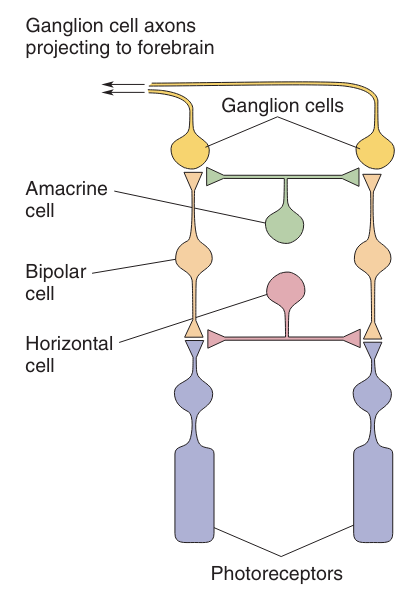 Ganglion cell axons
projecting to forebrain
Ganglion cells
Amacrine
cell
Bipolar
cell
Horizontal
cell
Photoreceptors